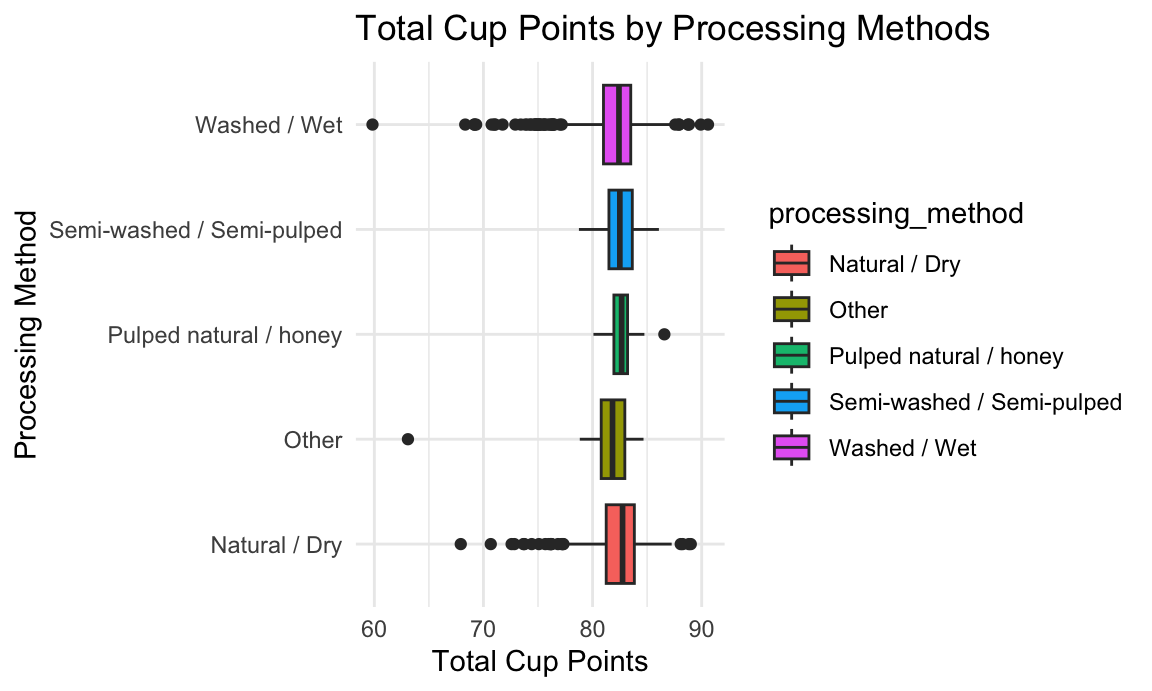 Total Cup Points by Processing Methods
Processing Method
Washed / Wet
Semi-washed / Semi-pulped
Pulped natural / honey
Other
Natural / Dry
60 70 80 90
Total Cup Points
processing_method
Natural / Dry
Other
Pulped natural / honey
Semi-washed / Semi-pulped
Washed / Wet